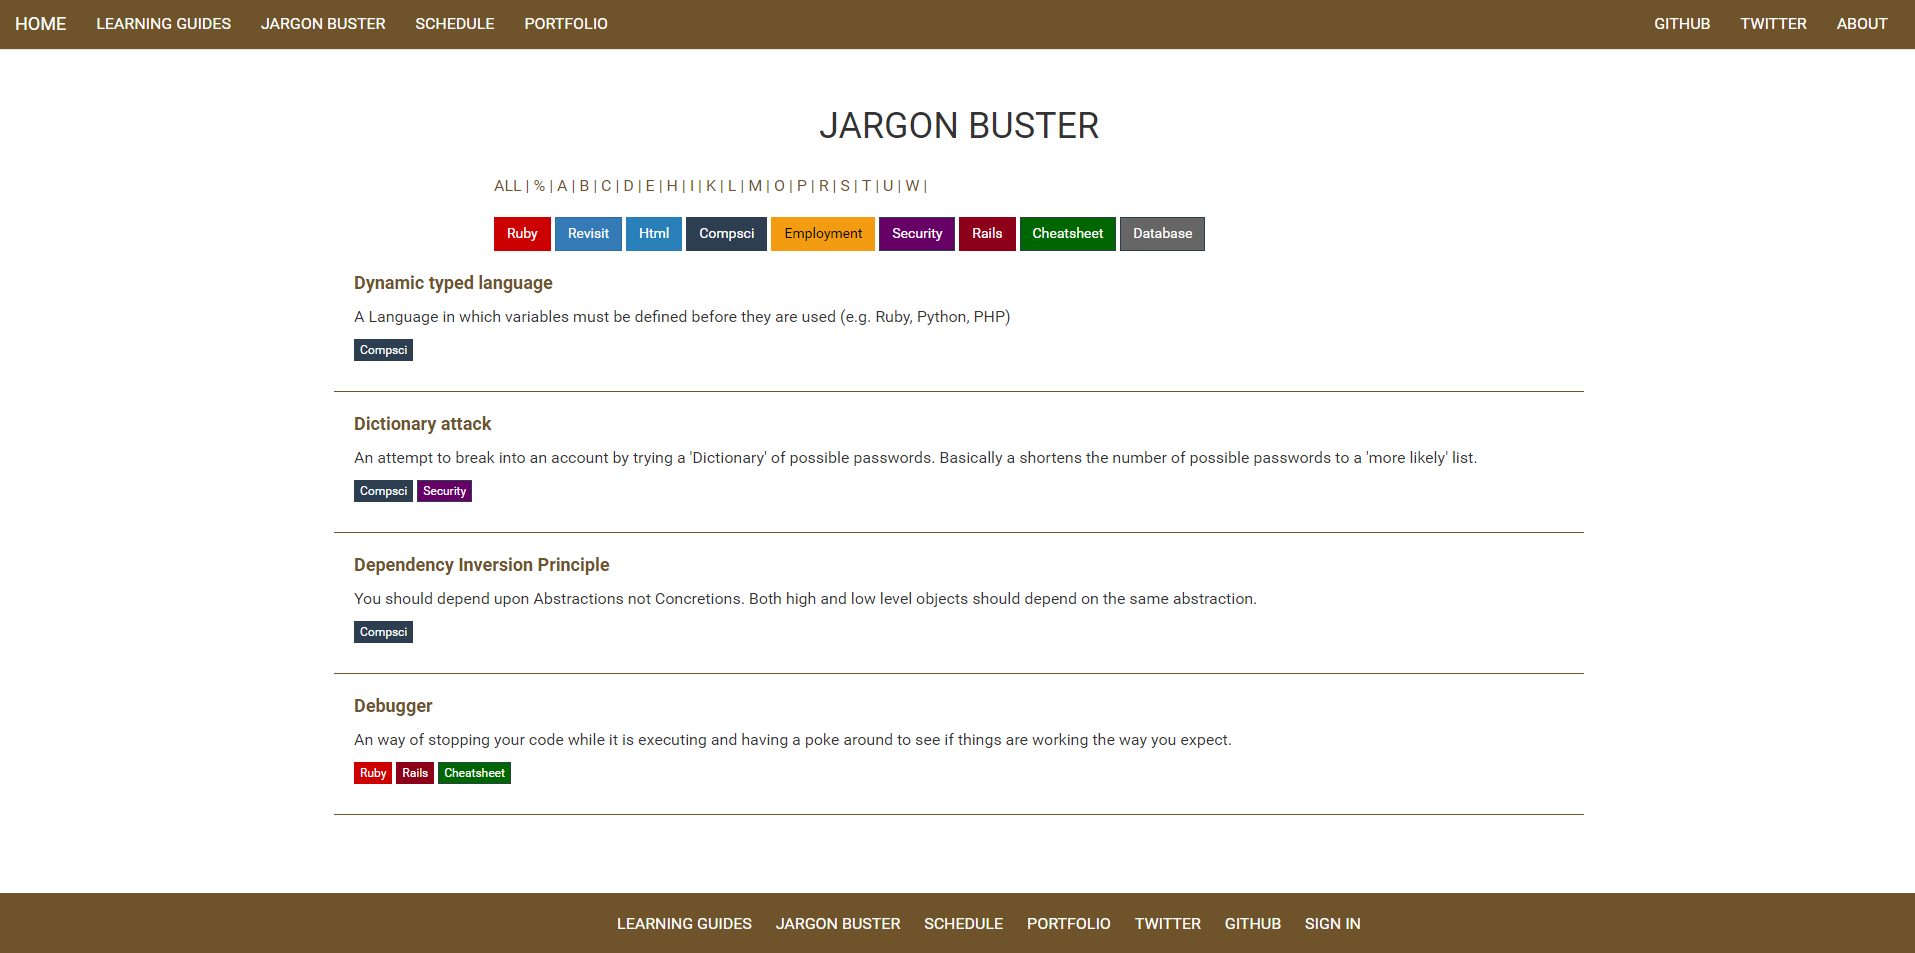 HOME LEARNING GUIDES JARGON BUSTER SCHEDULE PORTFOLIO GITHUB TWITTER ABOUT
JARGON BUSTER
ALL | % | A | B | C | D | E | H | I | K | L | M | O | P | R | S | T | U | W |
Ruby Revisit Html Compsci Employment Security Rails Cheatsheet Database
Dynamic typed language
A Language in which variables must be defined before they are used (e.g. Ruby, Python, PHP)
Compsci
Dictionary attack
An attempt to break into an account by trying a 'Dictionary' of possible passwords. Basically a shortens the number of possible passwords to a 'more likely' list.
Compsci Security
Dependency Inversion Principle
You should depend upon Abstractions not Concretions. Both high and low level objects should depend on the same abstraction.
Compsci
Debugger
An way of stopping your code while it is executing and having a poke around to see if things are working the way you expect.
Ruby Rails Cheatsheet
LEARNING GUIDES JARGON BUSTER SCHEDULE PORTFOLIO TWITTER GITHUB SIGN IN